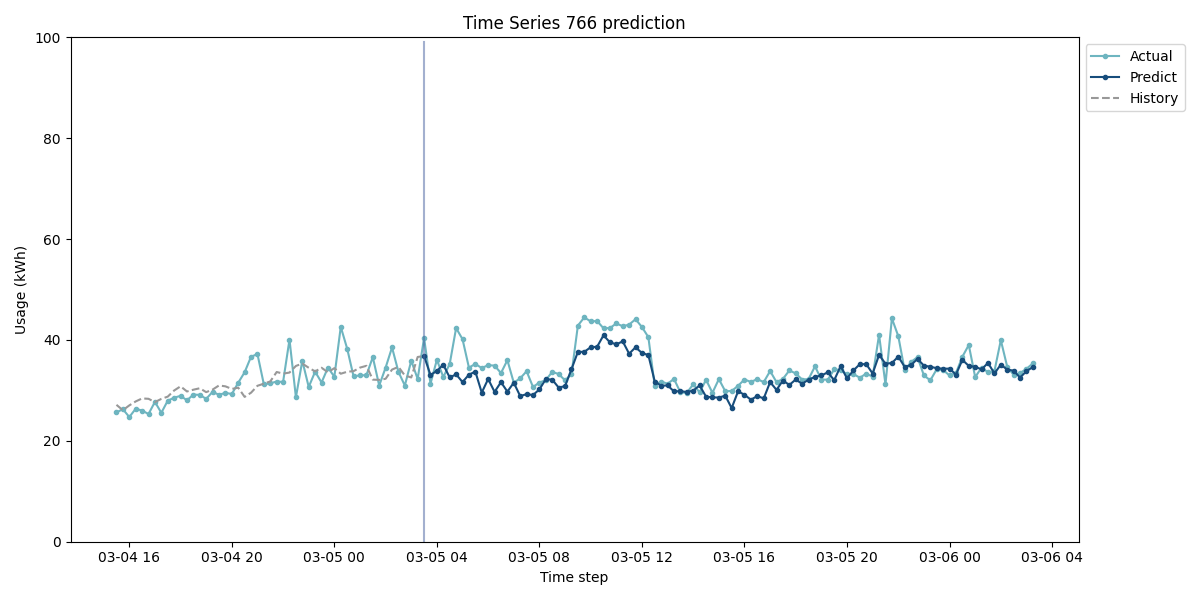 Time Series 766 prediction
100
80
60
40
20
0
Usage (kWh)
03-04 16
03-04 20
03-05 00
03-05 04
03-05 08
03-05 12
03-05 16
03-05 20
03-06 00
03-06 04
Time step
Actual
Predict
History